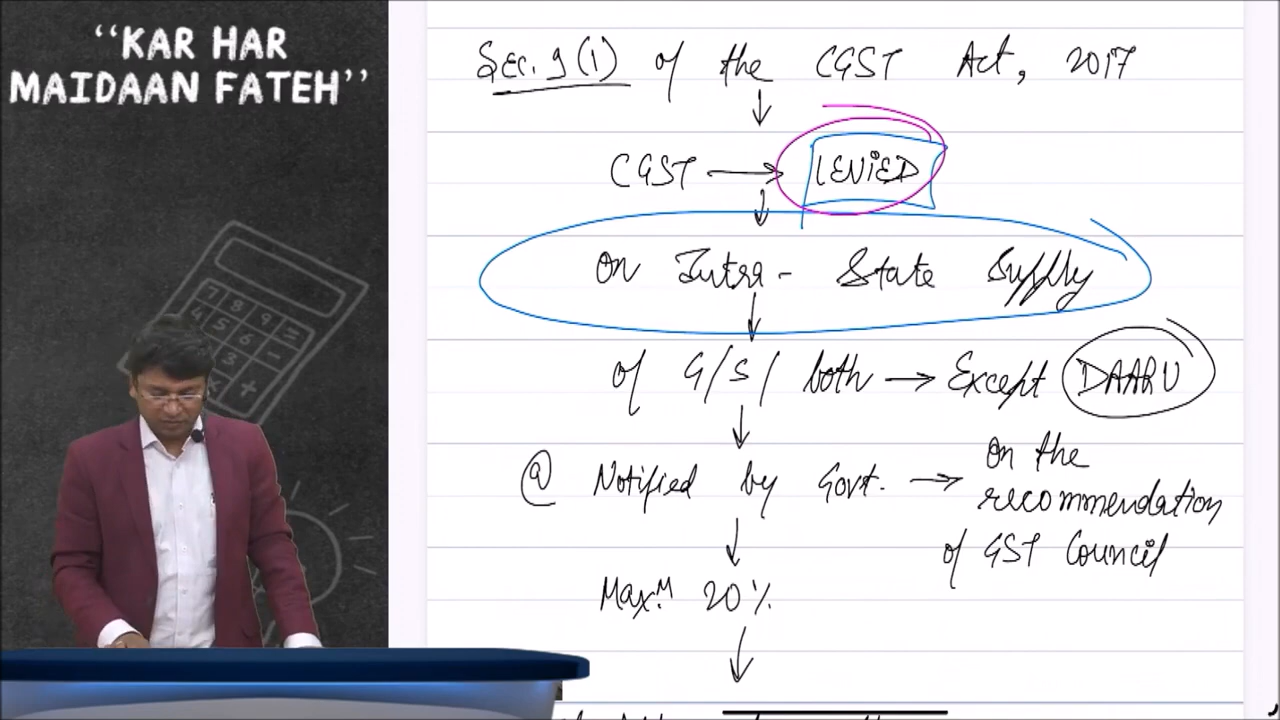 “KAR HAR
MAIDAAN FATEH”
Sec. 9(1) of the CGST Act, 2017
CGST → LEVIED
on Intra - State Supply
of G/S/ both → Except DAARU
@ Notified by Govt. → on the
recommendation
of GST Council
Max.M 20%